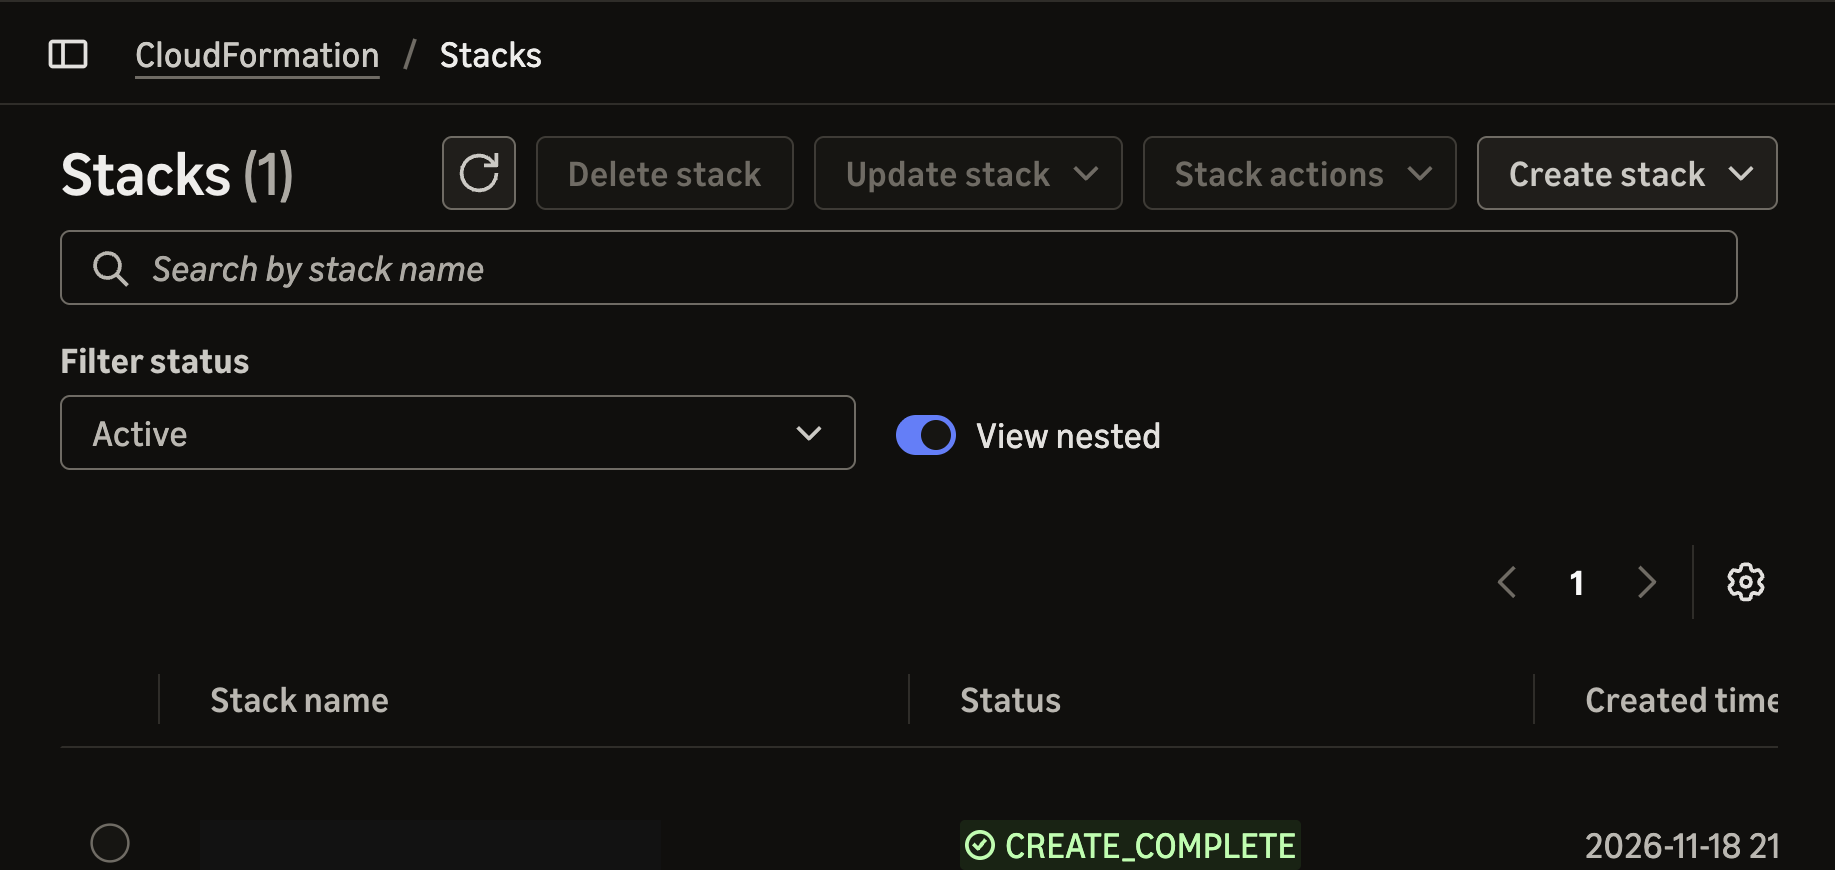 CloudFormation / Stacks
Stacks (1) Delete stack Update stack Stack actions Create stack
Search by stack name
Filter status
Active View nested
1
Stack name Status Created time
CREATE_COMPLETE 2026-11-18 21